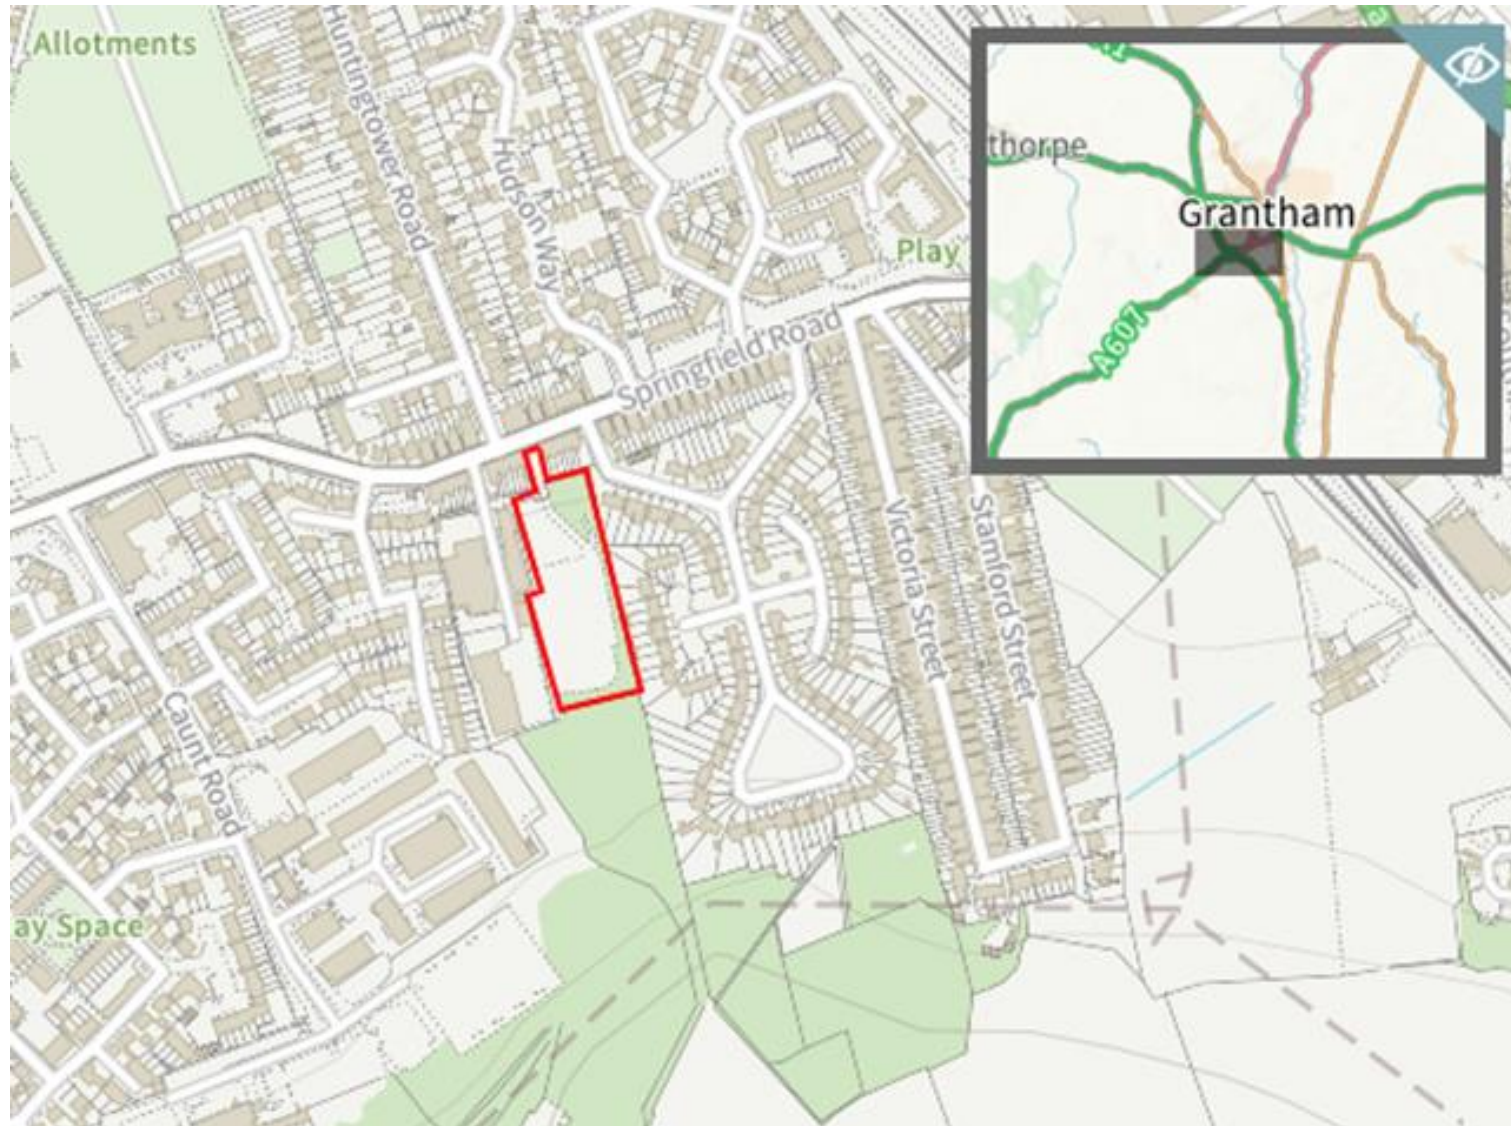 Allotments
Huntingtower Road
Hudson Way
Play
Springfield Road
Victoria Street
Stamford Street
Caunt Road
ay Space
thorpe
Grantham
A607